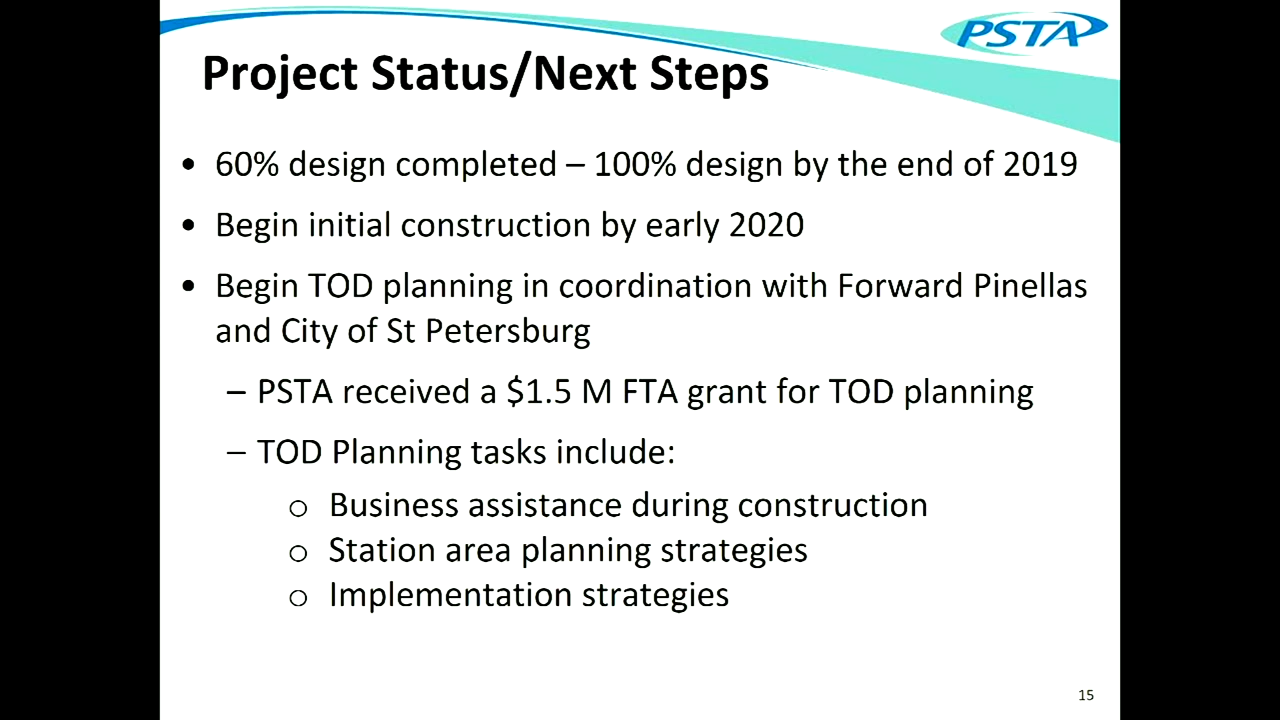 PSTA
Project Status/Next Steps
• 60% design completed – 100% design by the end of 2019
• Begin initial construction by early 2020
• Begin TOD planning in coordination with Forward Pinellas
and City of St Petersburg
– PSTA received a $1.5 M FTA grant for TOD planning
– TOD Planning tasks include:
o Business assistance during construction
o Station area planning strategies
o Implementation strategies
15